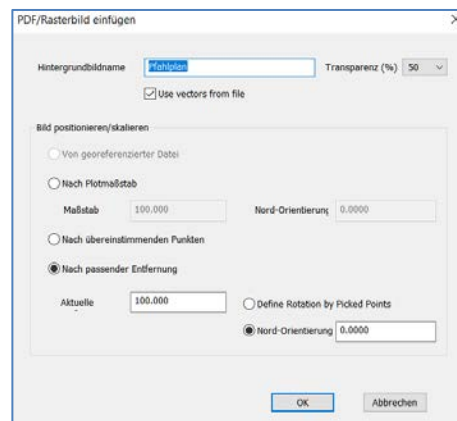 PDF/Rasterbild einfügen
Hintergrundbildname Pfahlplan Transparenz (%) 50
Use vectors from file
Bild positionieren/skalieren
Von georeferenzierter Datei
Nach Plotmaßstab
Maßstab 100.000 Nord-Orientierung 0.0000
Nach übereinstimmenden Punkten
Nach passender Entfernung
Aktuelle 100.000 Define Rotation by Picked Points
Nord-Orientierung 0.0000
OK Abbrechen